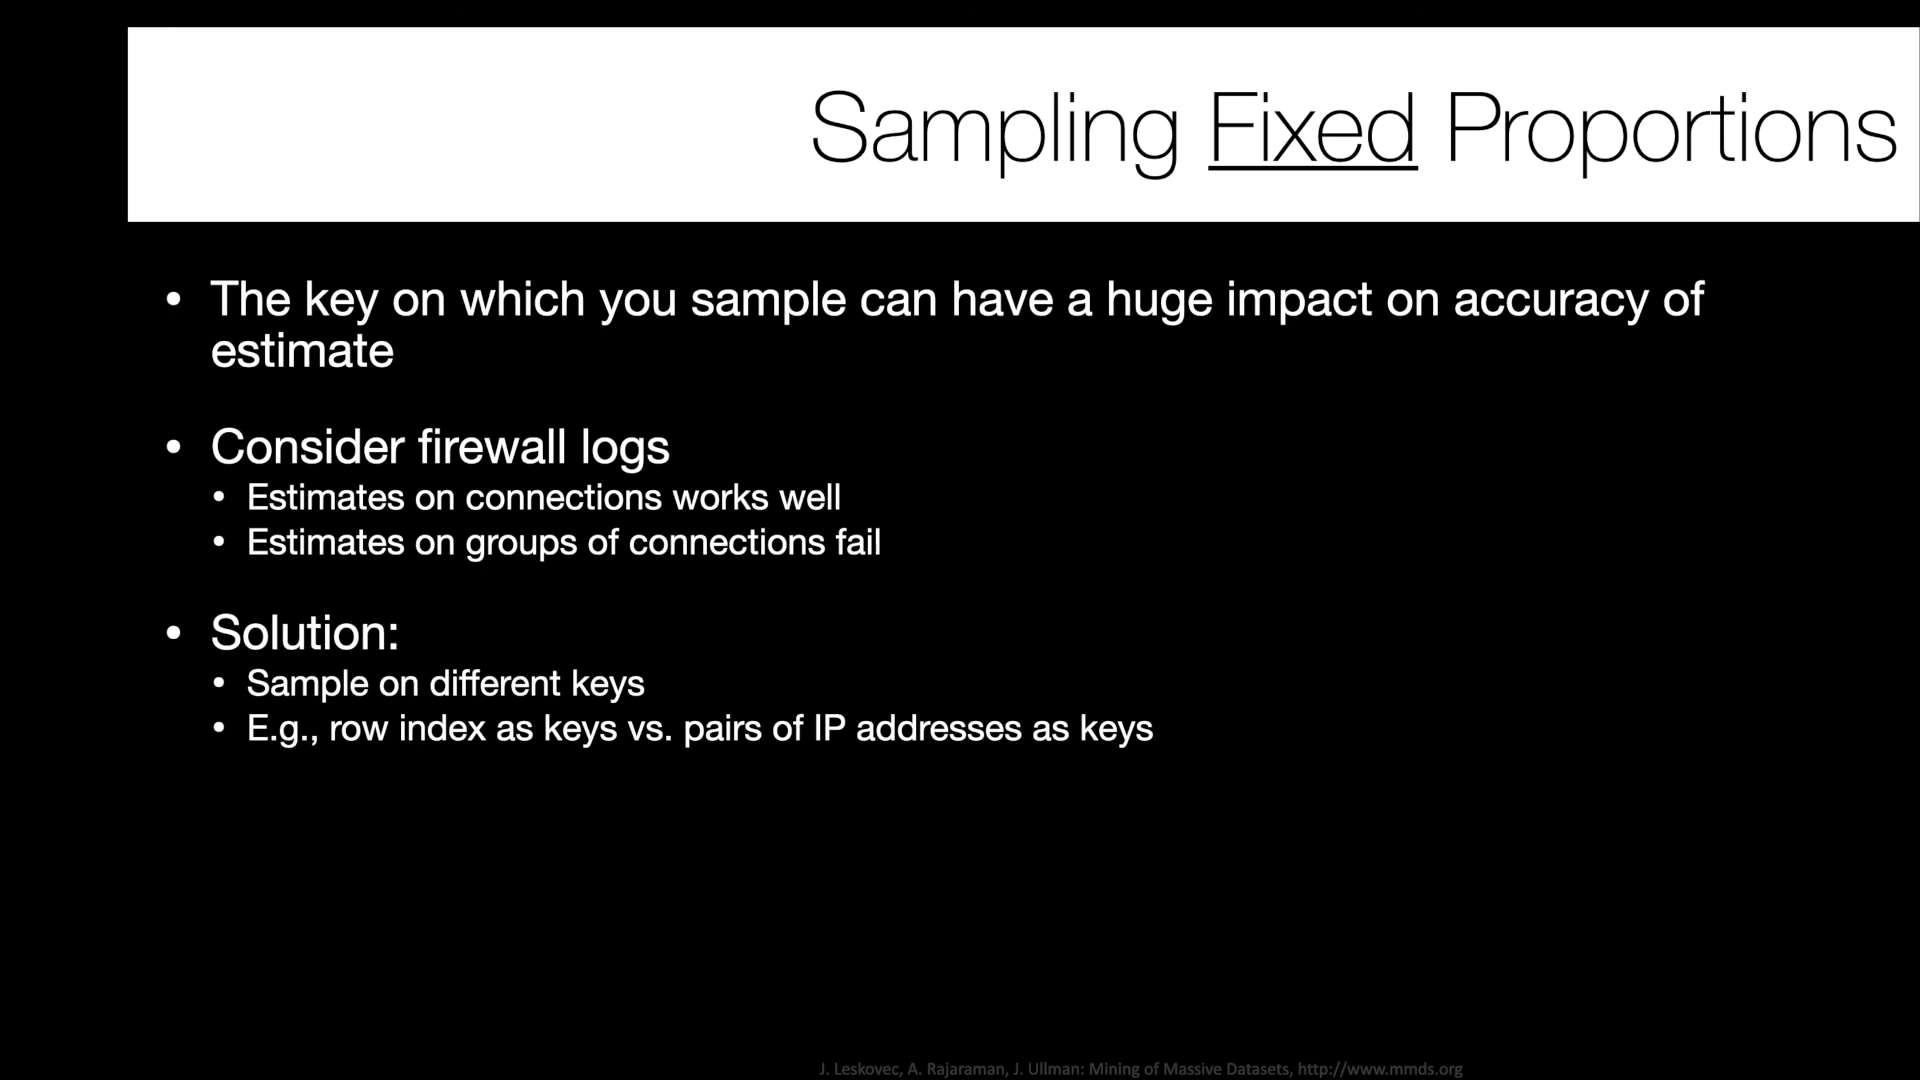 Sampling Fixed Proportions
• The key on which you sample can have a huge impact on accuracy of
estimate
• Consider firewall logs
• Estimates on connections works well
• Estimates on groups of connections fail
• Solution:
• Sample on different keys
• E.g., row index as keys vs. pairs of IP addresses as keys
J. Leskovec, A. Rajaraman, J. Ullman: Mining of Massive Datasets, http://www.mmds.org